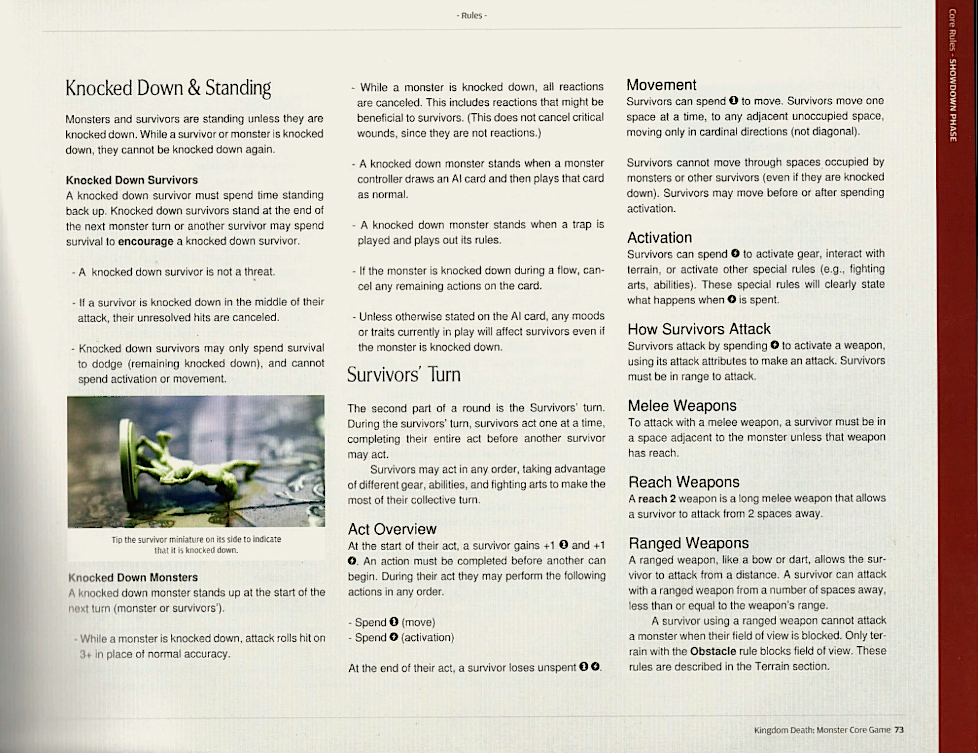 - Rules -
Knocked Down & Standing
Monsters and survivors are standing unless they are
knocked down. While a survivor or monster is knocked
down, they cannot be knocked down again.
Knocked Down Survivors
A knocked down survivor must spend time standing
back up. Knocked down survivors stand at the end of
the next monster turn or another survivor may spend
survival to encourage a knocked down survivor.
- A knocked down survivor is not a threat.
- If a survivor is knocked down in the middle of their
attack, their unresolved hits are canceled.
- Knocked down survivors may only spend survival
to dodge (remaining knocked down), and cannot
spend activation or movement.
Tip the survivor miniature on its side to indicate
that it is knocked down.
Knocked Down Monsters
A knocked down monster stands up at the start of the
next turn (monster or survivors').
- While a monster is knocked down, attack rolls hit on
3+ in place of normal accuracy.
- While a monster is knocked down, all reactions
are canceled. This includes reactions that might be
beneficial to survivors. (This does not cancel critical
wounds, since they are not reactions.)
- A knocked down monster stands when a monster
controller draws an AI card and then plays that card
as normal.
- A knocked down monster stands when a trap is
played and plays out its rules.
- If the monster is knocked down during a flow, can-
cel any remaining actions on the card.
- Unless otherwise stated on the AI card, any moods
or traits currently in play will affect survivors even if
the monster is knocked down.
Survivors' Turn
The second part of a round is the Survivors' turn.
During the survivors' turn, survivors act one at a time,
completing their entire act before another survivor
may act.
Survivors may act in any order, taking advantage
of different gear, abilities, and fighting arts to make the
most of their collective turn.
Act Overview
At the start of their act, a survivor gains +1 and +1
. An action must be completed before another can
begin. During their act they may perform the following
actions in any order.
- Spend (move)
- Spend (activation)
At the end of their act, a survivor loses unspent .
Movement
Survivors can spend to move. Survivors move one
space at a time, to any adjacent unoccupied space,
moving only in cardinal directions (not diagonal).
Survivors cannot move through spaces occupied by
monsters or other survivors (even if they are knocked
down). Survivors may move before or after spending
activation.
Activation
Survivors can spend to activate gear, interact with
terrain, or activate other special rules (e.g., fighting
arts, abilities). These special rules will clearly state
what happens when is spent.
How Survivors Attack
Survivors attack by spending to activate a weapon,
using its attack attributes to make an attack. Survivors
must be in range to attack.
Melee Weapons
To attack with a melee weapon, a survivor must be in
a space adjacent to the monster unless that weapon
has reach.
Reach Weapons
A reach 2 weapon is a long melee weapon that allows
a survivor to attack from 2 spaces away.
Ranged Weapons
A ranged weapon, like a bow or dart, allows the sur-
vivor to attack from a distance. A survivor can attack
with a ranged weapon from a number of spaces away,
less than or equal to the weapon's range.
A survivor using a ranged weapon cannot attack
a monster when their field of view is blocked. Only ter-
rain with the Obstacle rule blocks field of view. These
rules are described in the Terrain section.
Core Rules - SHOWDOWN PHASE
Kingdom Death: Monster Core Game 73